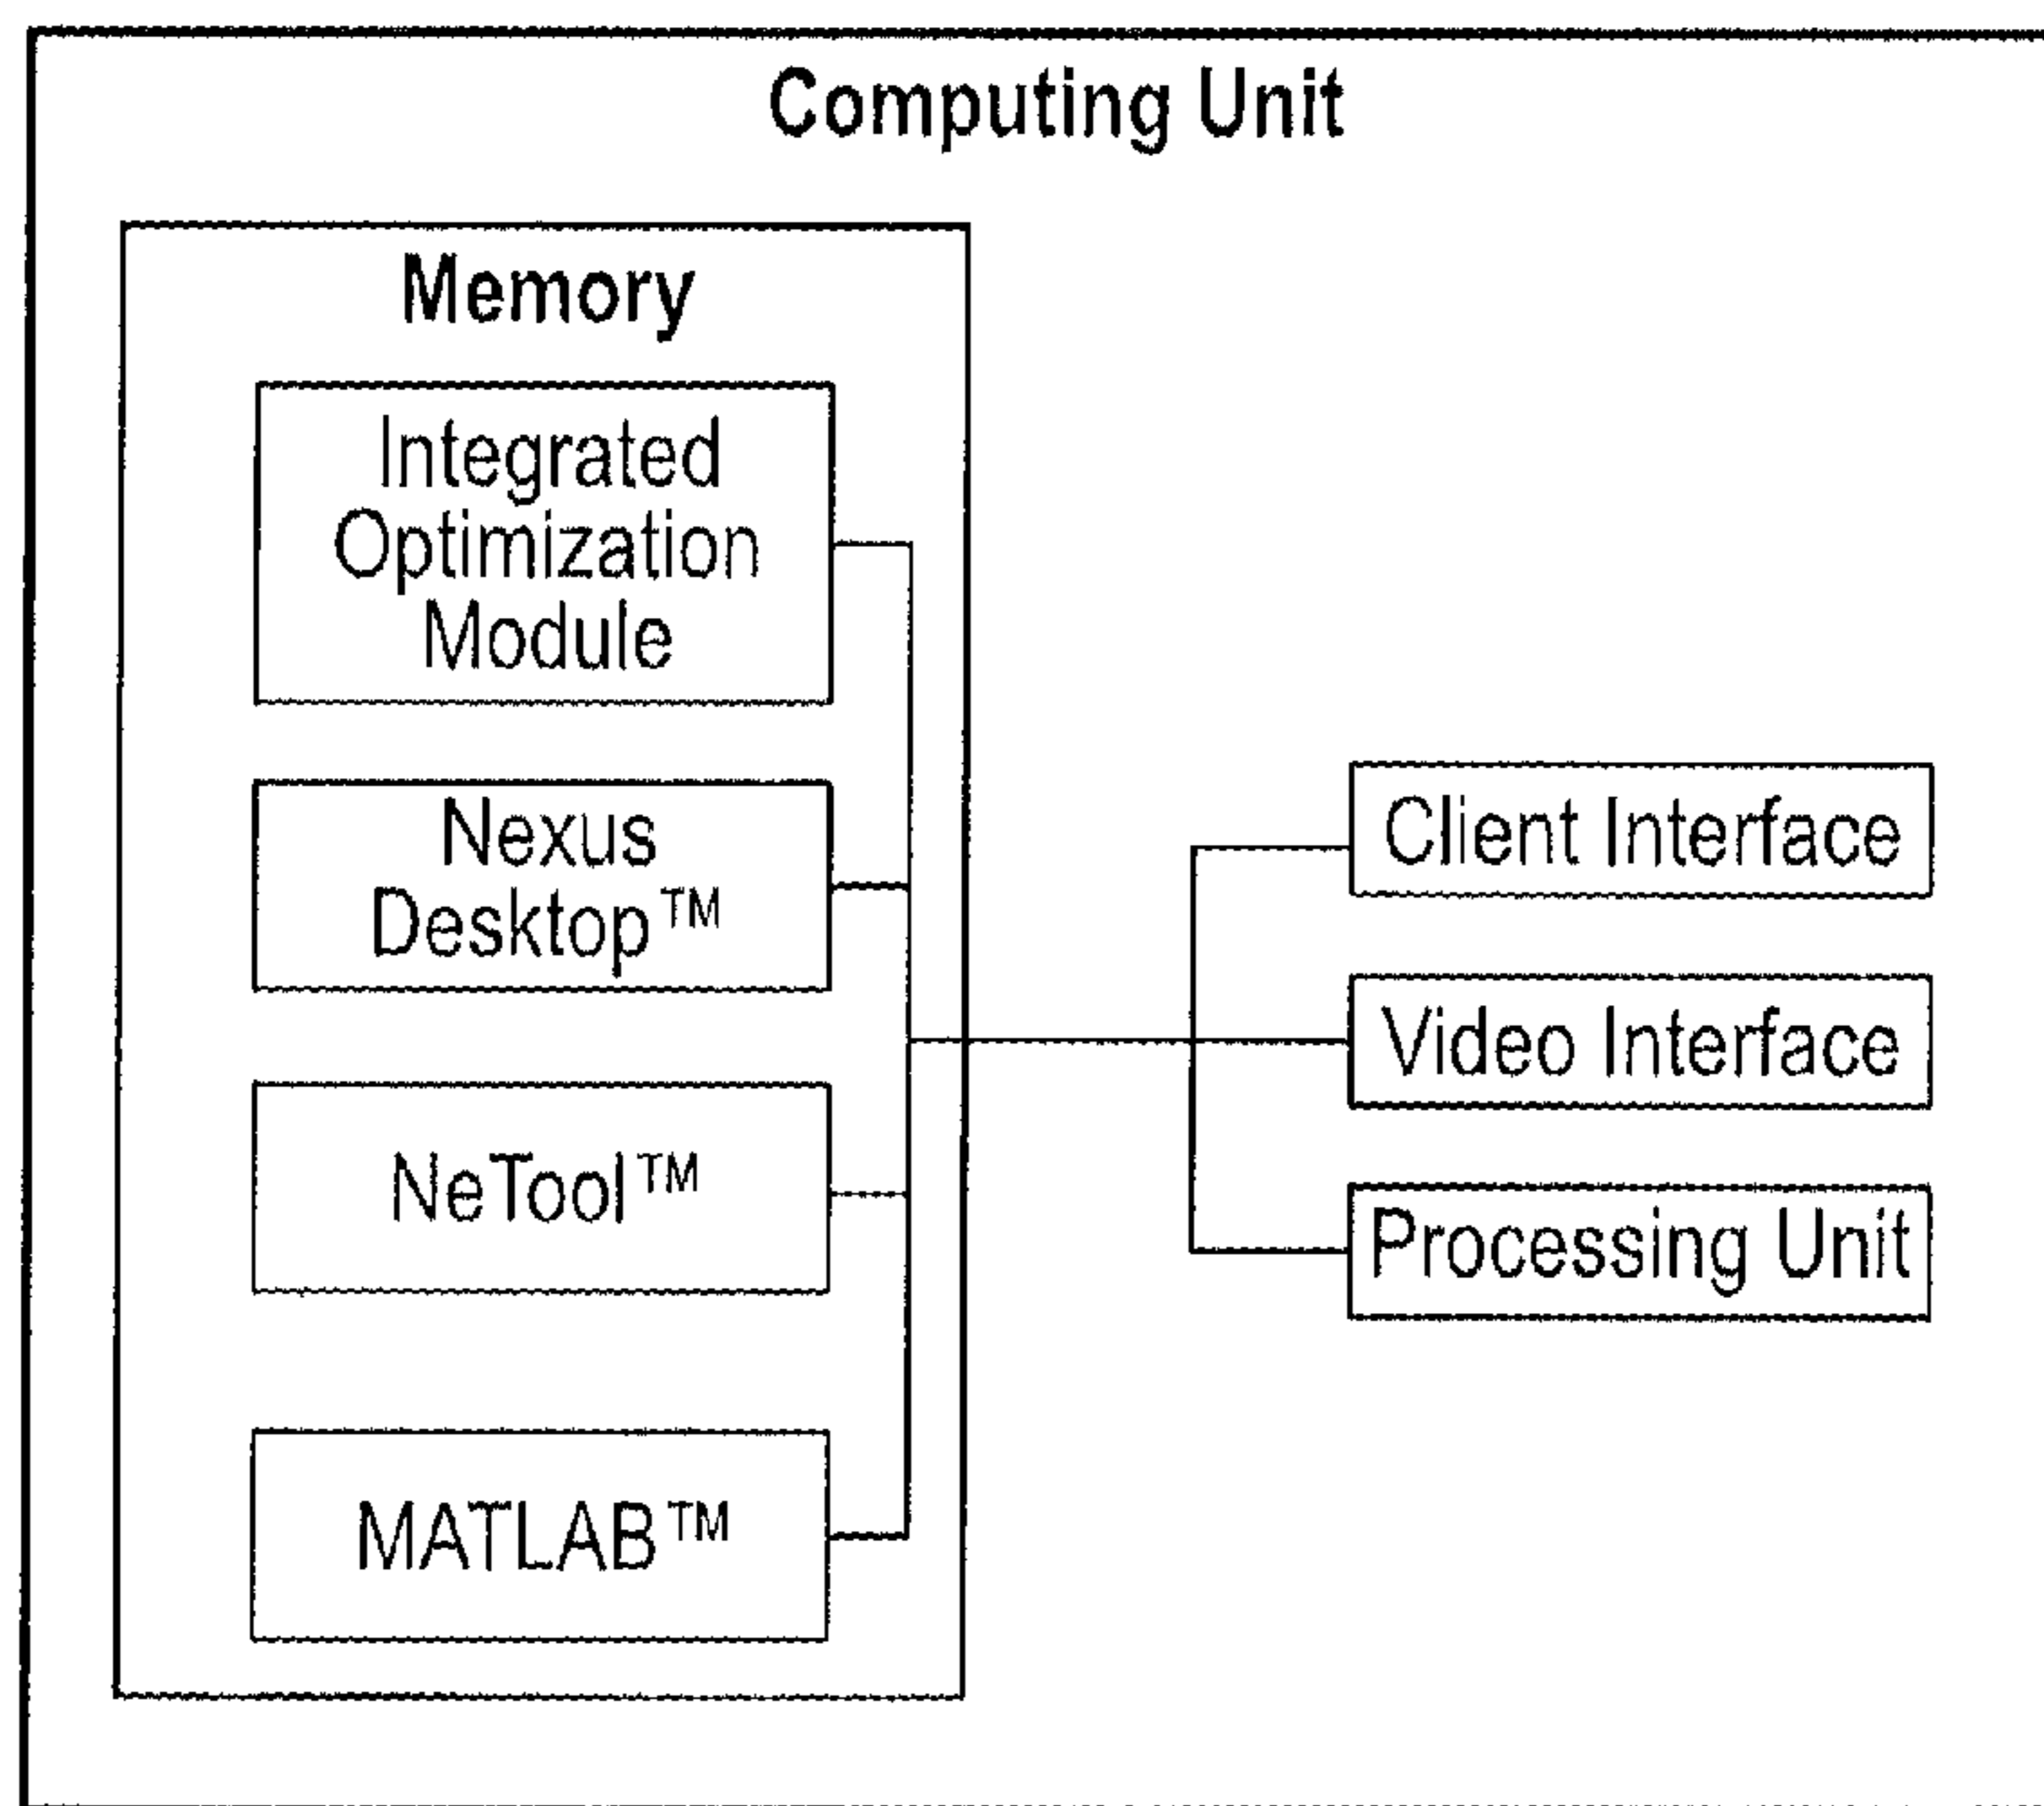 Computing Unit
Memory
Integrated
Optimization
Module
Nexus
Desktop™
NeTool™
MATLAB™
Client Interface
Video Interface
Processing Unit